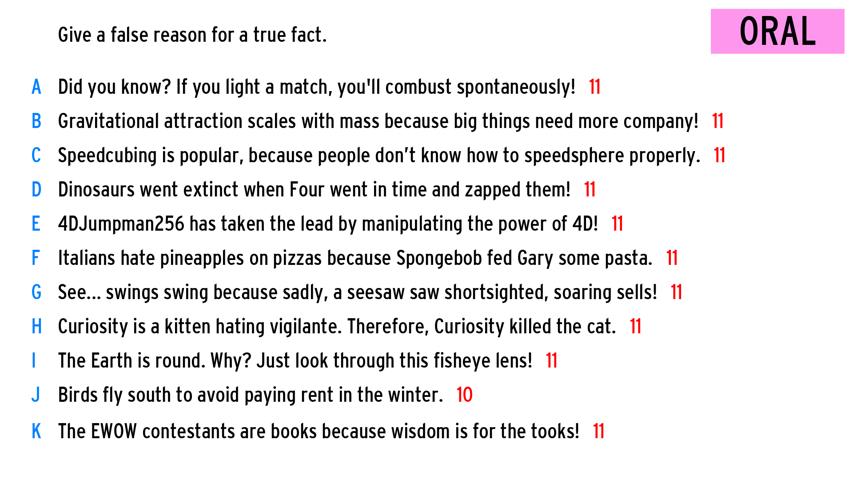 Give a false reason for a true fact.
ORAL
A Did you know? If you light a match, you'll combust spontaneously! 11
B Gravitational attraction scales with mass because big things need more company! 11
C Speedcubing is popular, because people don't know how to speedsphere properly. 11
D Dinosaurs went extinct when Four went in time and zapped them! 11
E 4DJumpman256 has taken the lead by manipulating the power of 4D! 11
F Italians hate pineapples on pizzas because Spongebob fed Gary some pasta. 11
G See... swings swing because sadly, a seesaw saw shortsighted, soaring sells! 11
H Curiosity is a kitten hating vigilante. Therefore, Curiosity killed the cat. 11
I The Earth is round. Why? Just look through this fisheye lens! 11
J Birds fly south to avoid paying rent in the winter. 10
K The EWOW contestants are books because wisdom is for the tooks! 11